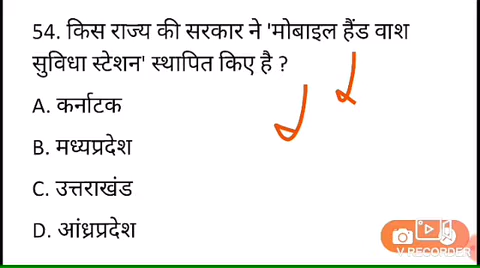 54. किस राज्य की सरकार ने 'मोबाइल हैंड वाश
सुविधा स्टेशन' स्थापित किए है ?
A. कर्नाटक
B. मध्यप्रदेश
C. उत्तराखंड
D. आंध्रप्रदेश
V RECORDER